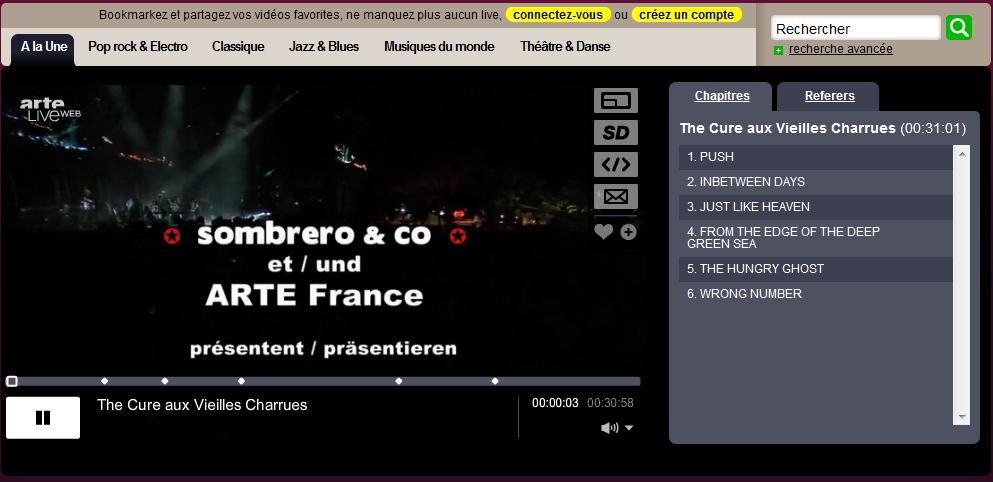 Bookmarkez et partagez vos vidéos favorites, ne manquez plus aucun live, connectez-vous ou créez un compte
A la Une Pop rock & Electro Classique Jazz & Blues Musiques du monde Théâtre & Danse
Rechercher
recherche avancée
arte
LIVEWEB
SD
</>
sombrero & co
et / und
ARTE France
présentent / präsentieren
The Cure aux Vieilles Charrues
00:00:03 00:30:58
Chapitres Referers
The Cure aux Vieilles Charrues (00:31:01)
1. PUSH
2. INBETWEEN DAYS
3. JUST LIKE HEAVEN
4. FROM THE EDGE OF THE DEEP
GREEN SEA
5. THE HUNGRY GHOST
6. WRONG NUMBER